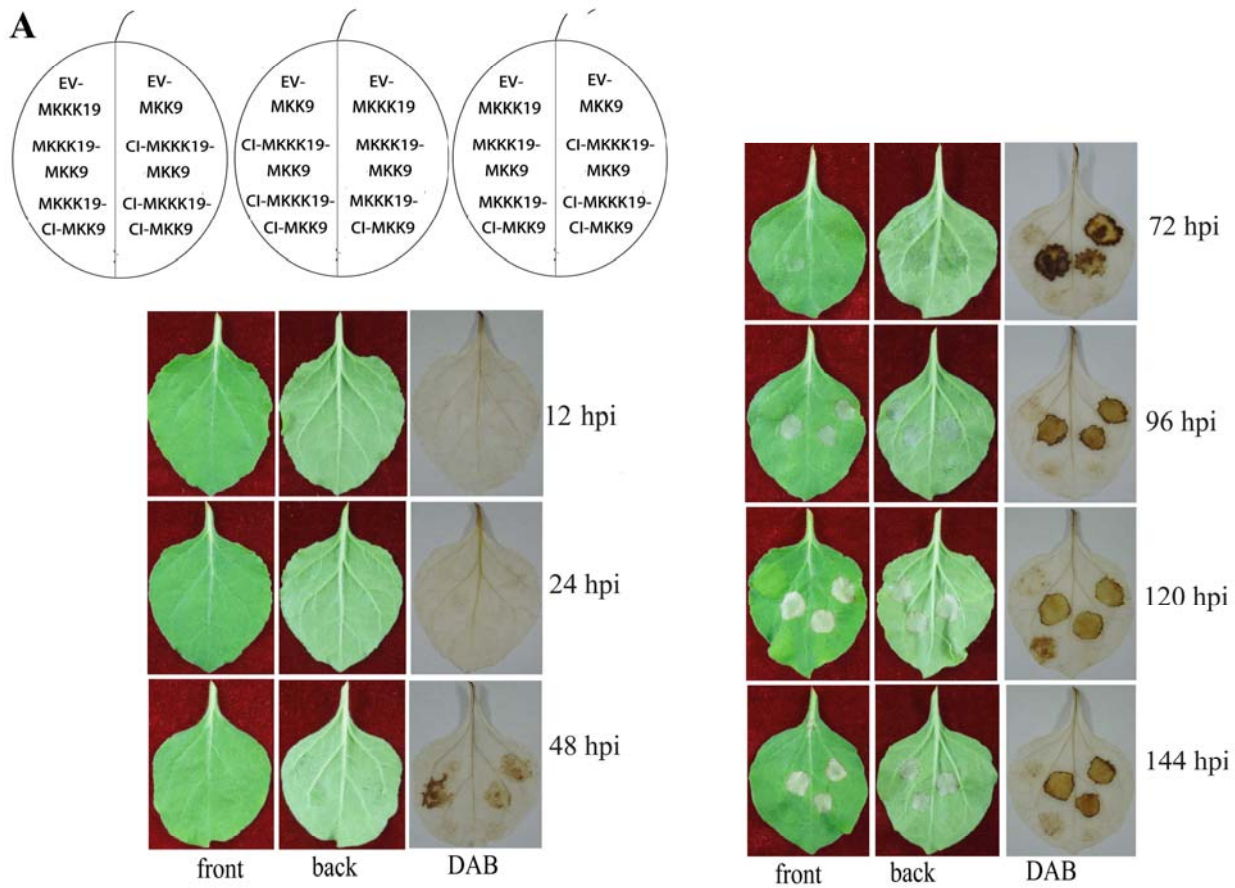 A
EV-
MKKK19
MKKK19-
MKK9
MKKK19-
CI-MKK9
EV-
MKK9
CI-MKKK19-
MKK9
CI-MKKK19-
CI-MKK9
EV-
MKK9
CI-MKKK19-
MKK9
CI-MKKK19-
CI-MKK9
EV-
MKKK19
MKKK19-
MKK9
MKKK19-
CI-MKK9
EV-
MKKK19
MKKK19-
MKK9
MKKK19-
CI-MKK9
EV-
MKK9
CI-MKKK19-
MKK9
CI-MKKK19-
CI-MKK9
12 hpi
24 hpi
48 hpi
front
back
DAB
72 hpi
96 hpi
120 hpi
144 hpi
front
back
DAB